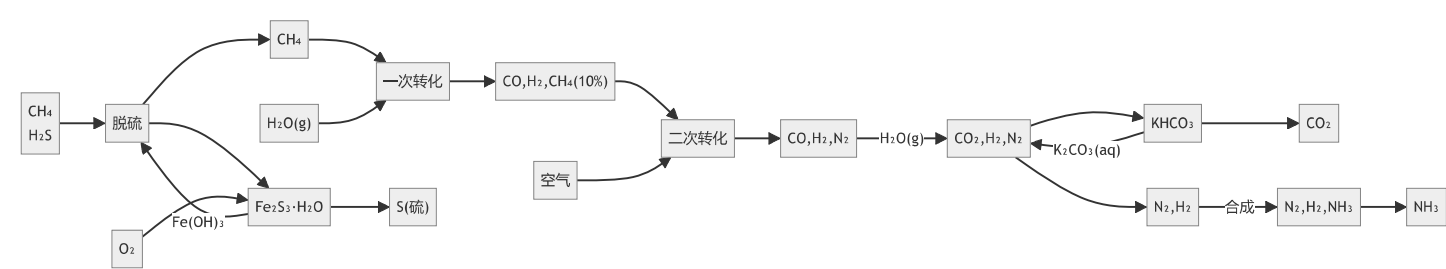 CH₄
H₂S
脱硫
CH₄
H₂O(g)
一次转化
CO,H₂,CH₄(10%)
O₂
Fe(OH)₃
Fe₂S₃·H₂O
S(硫)
空气
二次转化
CO,H₂,N₂
H₂O(g)
CO₂,H₂,N₂
K₂CO₃(aq)
KHCO₃
CO₂
N₂,H₂
合成
N₂,H₂,NH₃
NH₃